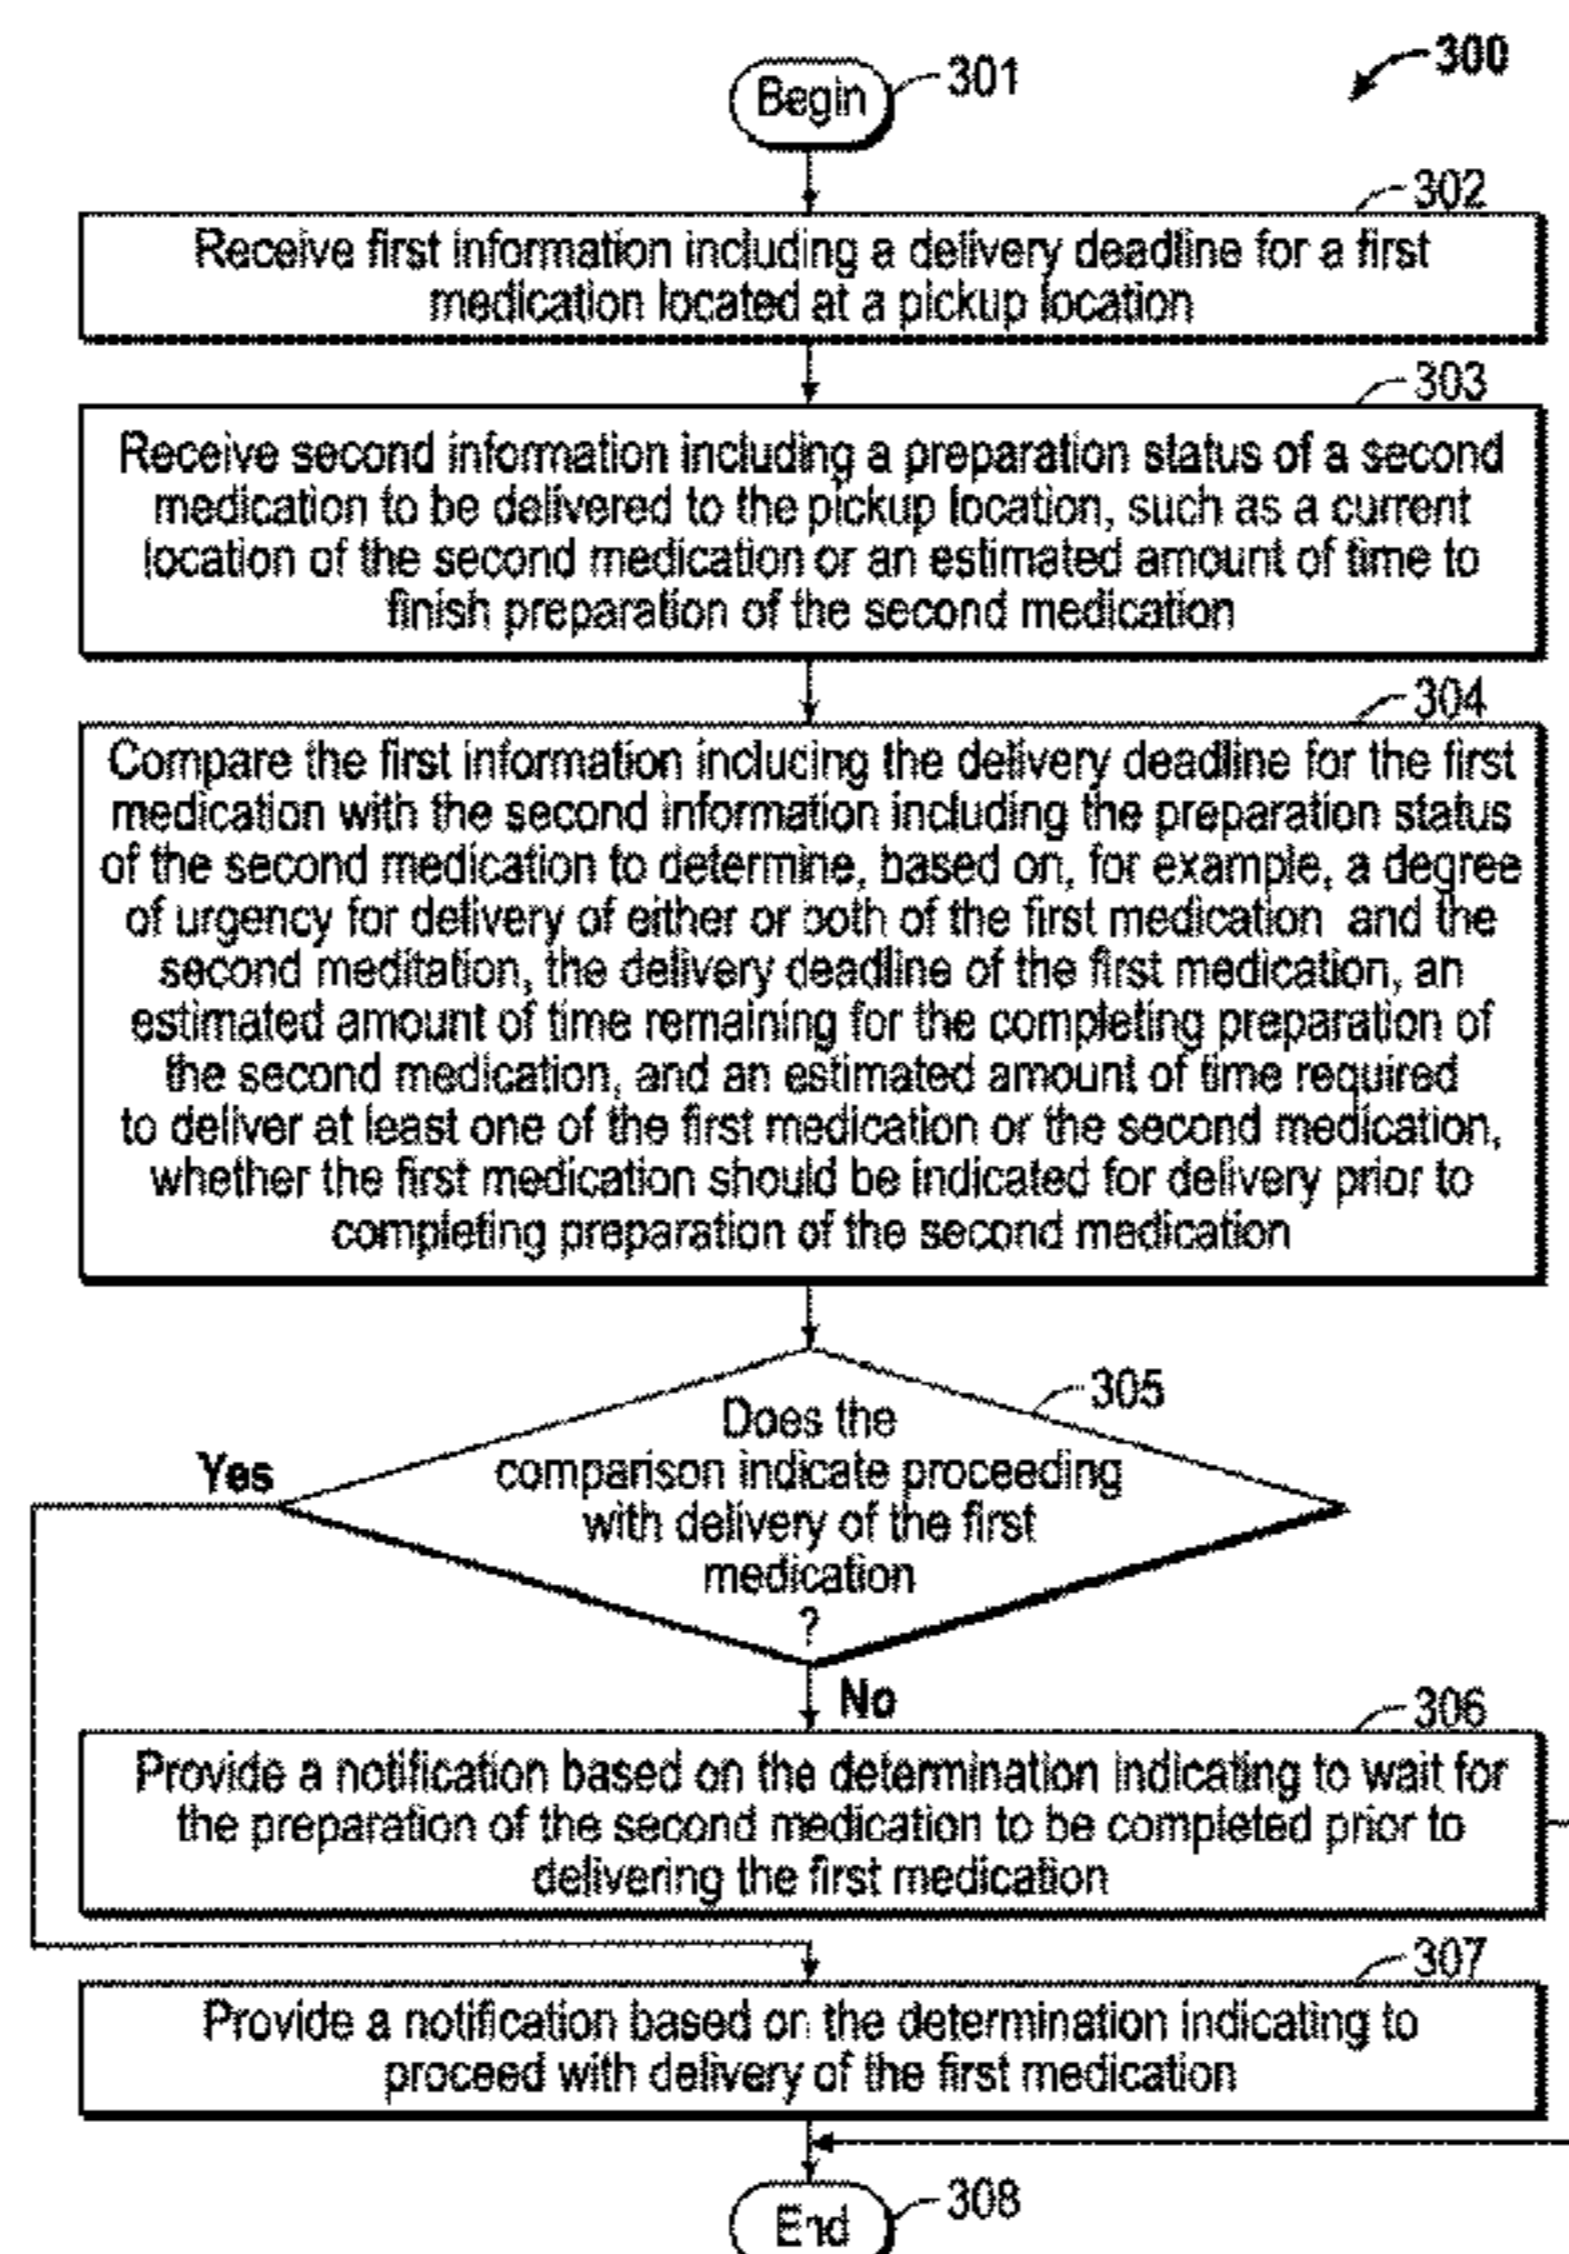 300
Begin
301
302
Receive first information including a delivery deadline for a first
medication located at a pickup location
303
Receive second information including a preparation status of a second
medication to be delivered to the pickup location, such as a current
location of the second medication or an estimated amount of time to
finish preparation of the second medication
304
Compare the first information including the delivery deadline for the first
medication with the second information including the preparation status
of the second medication to determine, based on, for example, a degree
of urgency for delivery of either or both of the first medication and the
second meditation, the delivery deadline of the first medication, an
estimated amount of time remaining for the completing preparation of
the second medication, and an estimated amount of time required
to deliver at least one of the first medication or the second medication,
whether the first medication should be indicated for delivery prior to
completing preparation of the second medication
305
Does the
comparison indicate proceeding
with delivery of the first
medication
?
Yes
No
306
Provide a notification based on the determination indicating to wait for
the preparation of the second medication to be completed prior to
delivering the first medication
307
Provide a notification based on the determination indicating to
proceed with delivery of the first medication
End
308